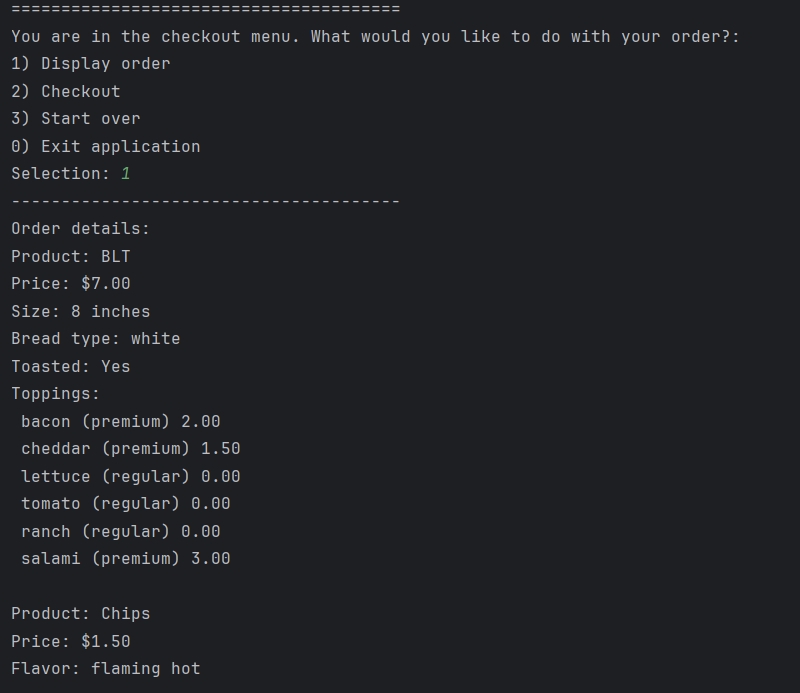 =======================================
You are in the checkout menu. What would you like to do with your order?:
1) Display order
2) Checkout
3) Start over
0) Exit application
Selection: 1
---------------------------------------
Order details:
Product: BLT
Price: $7.00
Size: 8 inches
Bread type: white
Toasted: Yes
Toppings:
 bacon (premium) 2.00
 cheddar (premium) 1.50
 lettuce (regular) 0.00
 tomato (regular) 0.00
 ranch (regular) 0.00
 salami (premium) 3.00

Product: Chips
Price: $1.50
Flavor: flaming hot